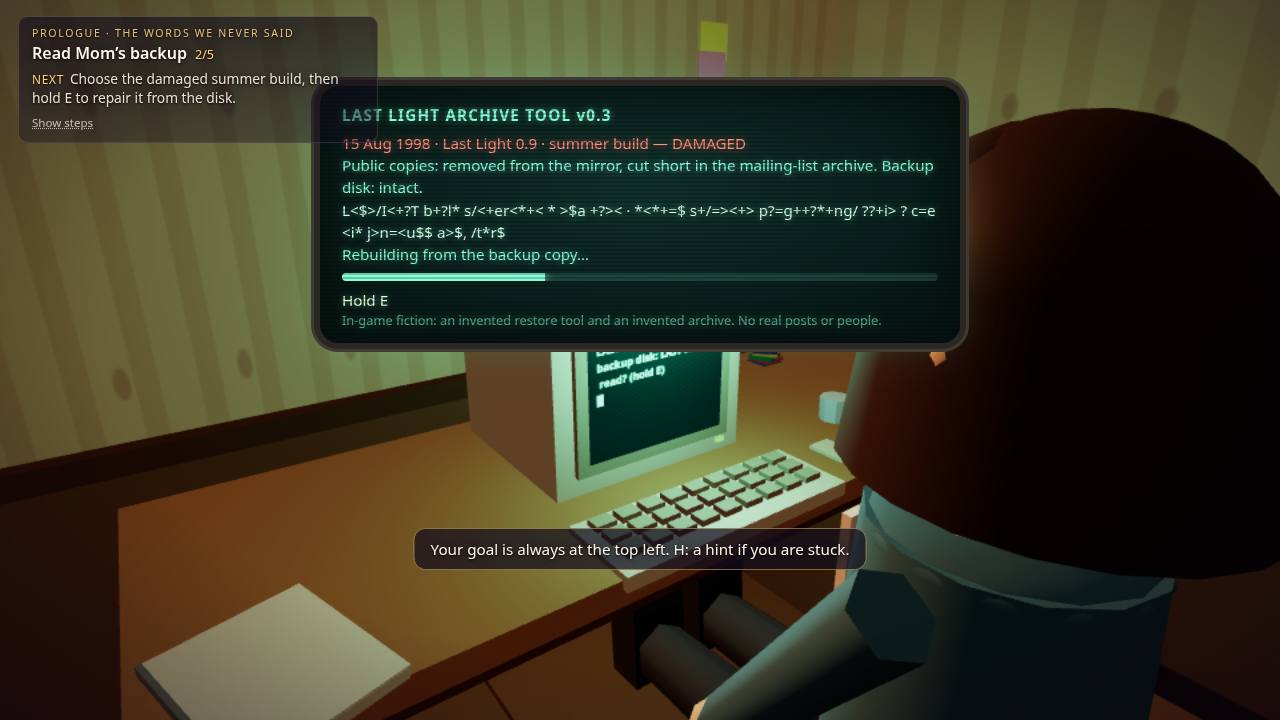 PROLOGUE · THE WORDS WE NEVER SAID
Read Mom’s backup 2/5
NEXT Choose the damaged summer build, then
hold E to repair it from the disk.
Show steps
LAST LIGHT ARCHIVE TOOL v0.3
15 Aug 1998 · Last Light 0.9 · summer build — DAMAGED
Public copies: removed from the mirror, cut short in the mailing-list archive. Backup
disk: intact.
L<$>/I<+?T b+?l* s/<+er<*+< * >$a +?>< · *<*+=$ s+/=><+> p?=g++?*+ng/ ??+i> ? c=e
<i* j>n=<u$$ a>$, /t*r$
Rebuilding from the backup copy...
Hold E
In-game fiction: an invented restore tool and an invented archive. No real posts or people.
backup disk:
read? (hold E)
Your goal is always at the top left. H: a hint if you are stuck.